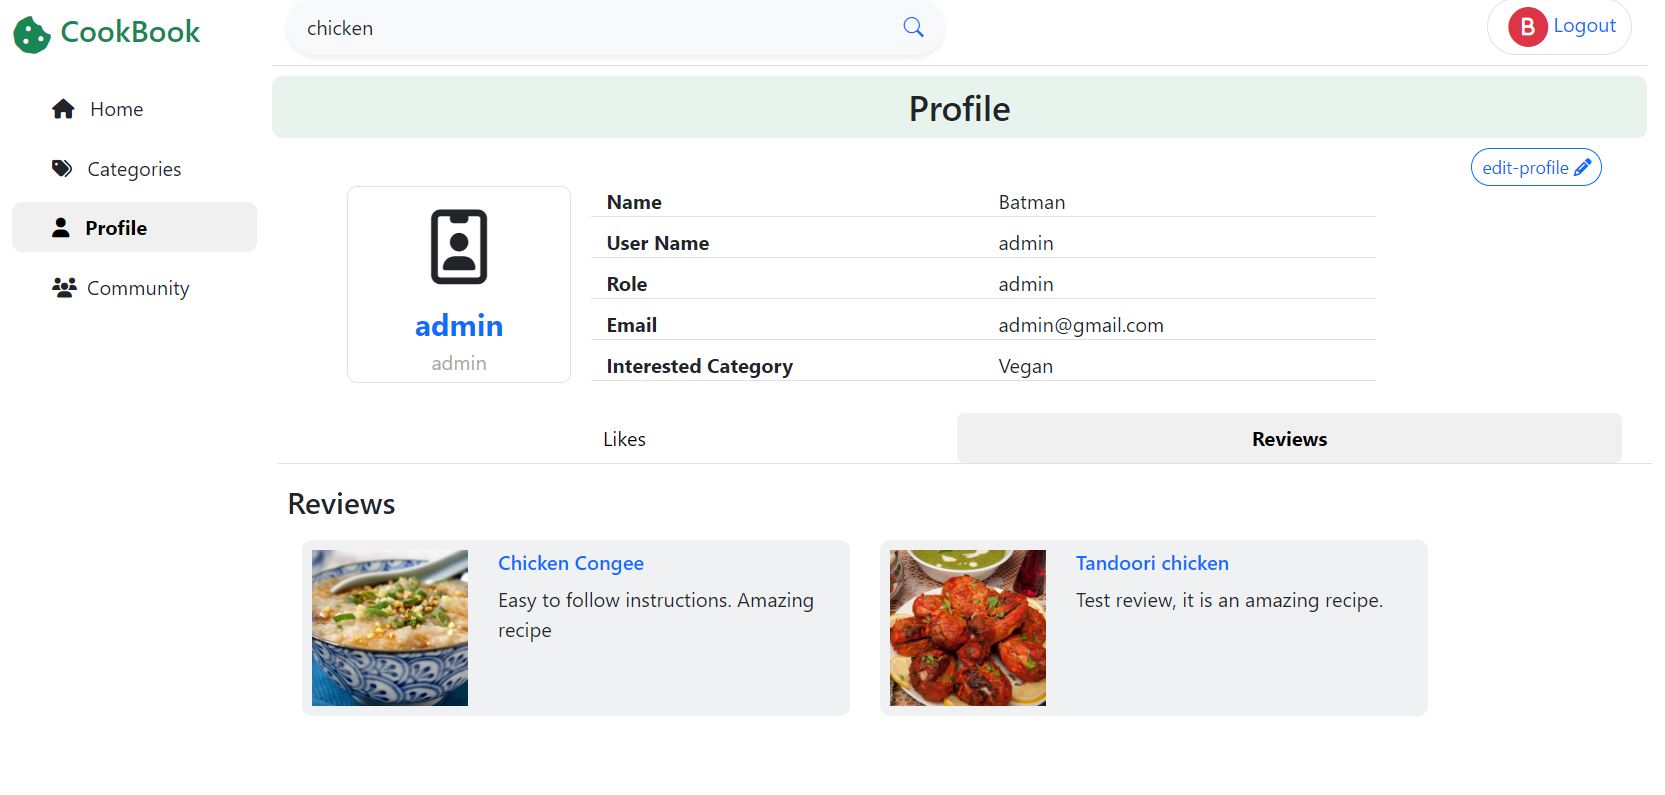 CookBook
chicken
B Logout
Home
Categories
Profile
Community
Profile
edit-profile
admin
admin
Name Batman
User Name admin
Role admin
Email admin@gmail.com
Interested Category Vegan
Likes Reviews
Reviews
Chicken Congee
Easy to follow instructions. Amazing
recipe
Tandoori chicken
Test review, it is an amazing recipe.